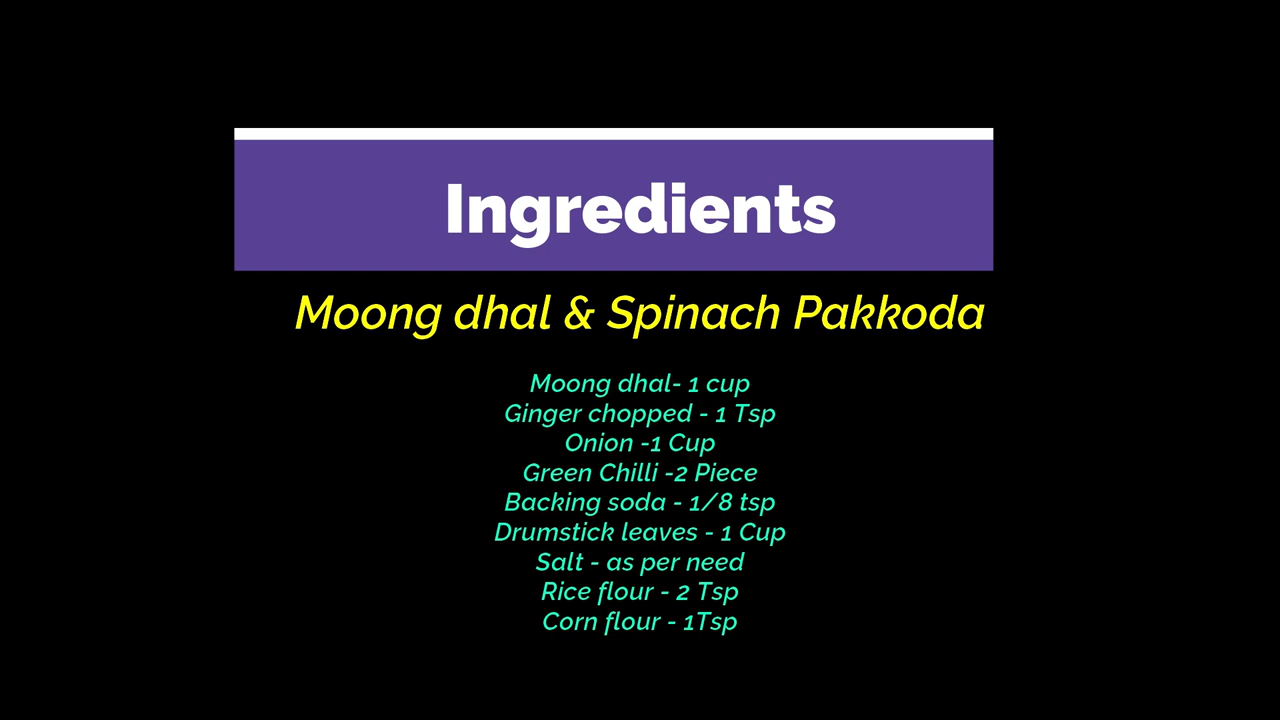 Ingredients
Moong dhal & Spinach Pakkoda
Moong dhal- 1 cup
Ginger chopped - 1 Tsp
Onion -1 Cup
Green Chilli -2 Piece
Backing soda - 1/8 tsp
Drumstick leaves - 1 Cup
Salt - as per need
Rice flour - 2 Tsp
Corn flour - 1Tsp